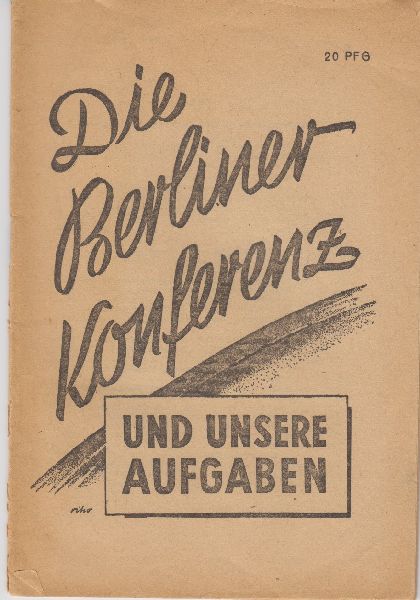 20 PFG
Die
Berliner
Konferenz
UND UNSERE
AUFGABEN